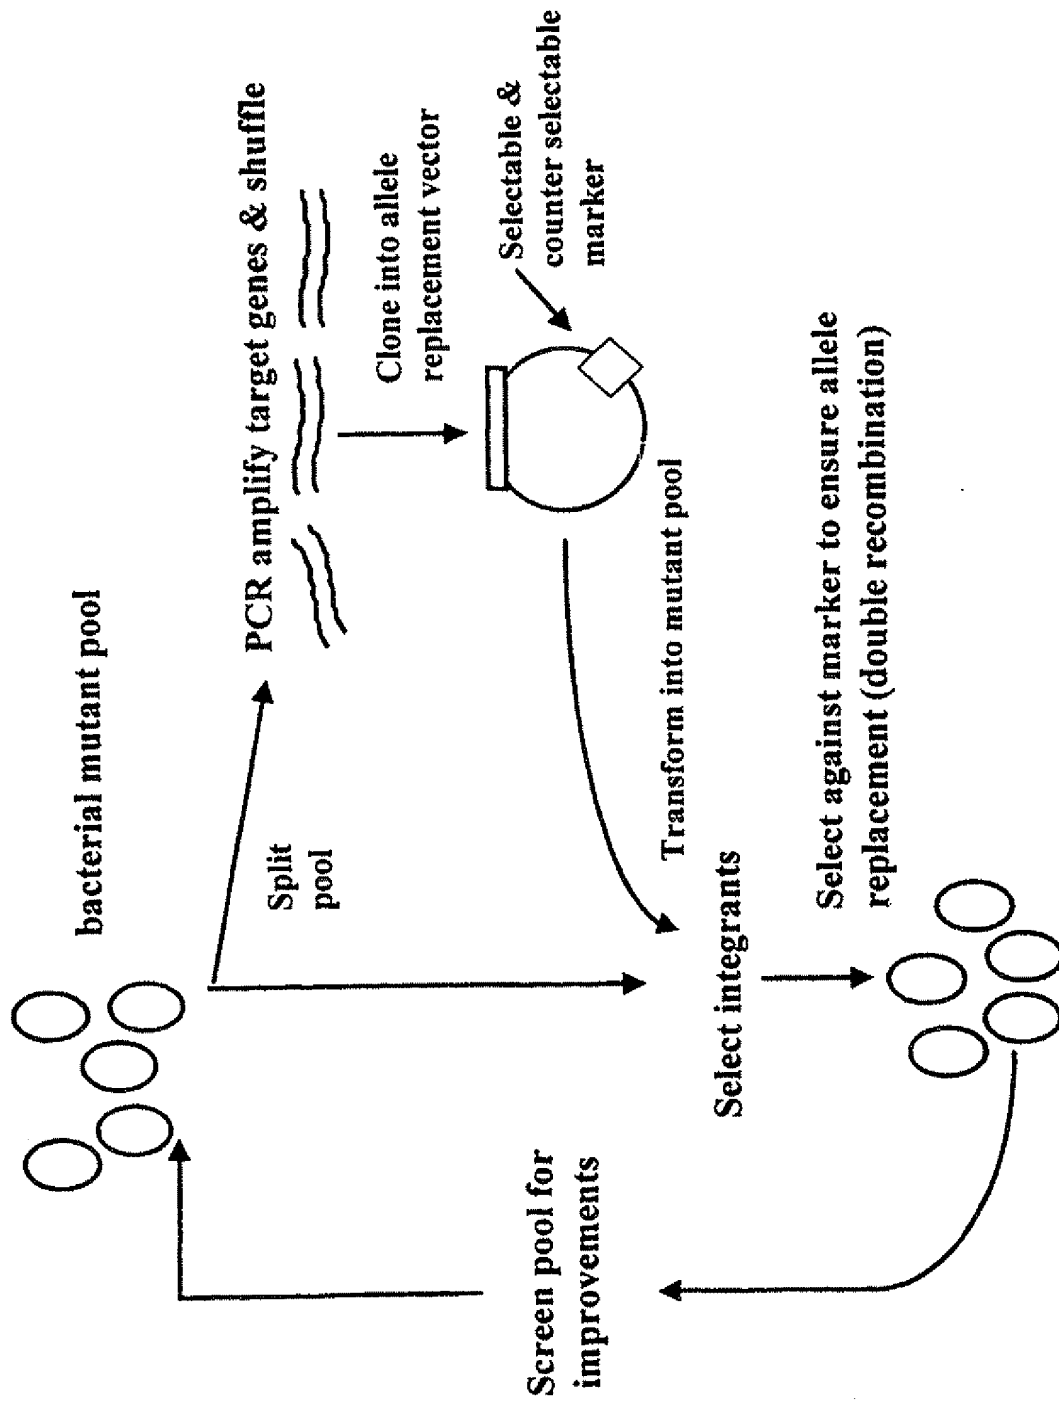 bacterial mutant pool
Split
pool
PCR amplify target genes & shuffle
Clone into allele
replacement vector
Selectable &
counter selectable
marker
Transform into mutant pool
Select integrants
Select against marker to ensure allele
replacement (double recombination)
Screen pool for
improvements